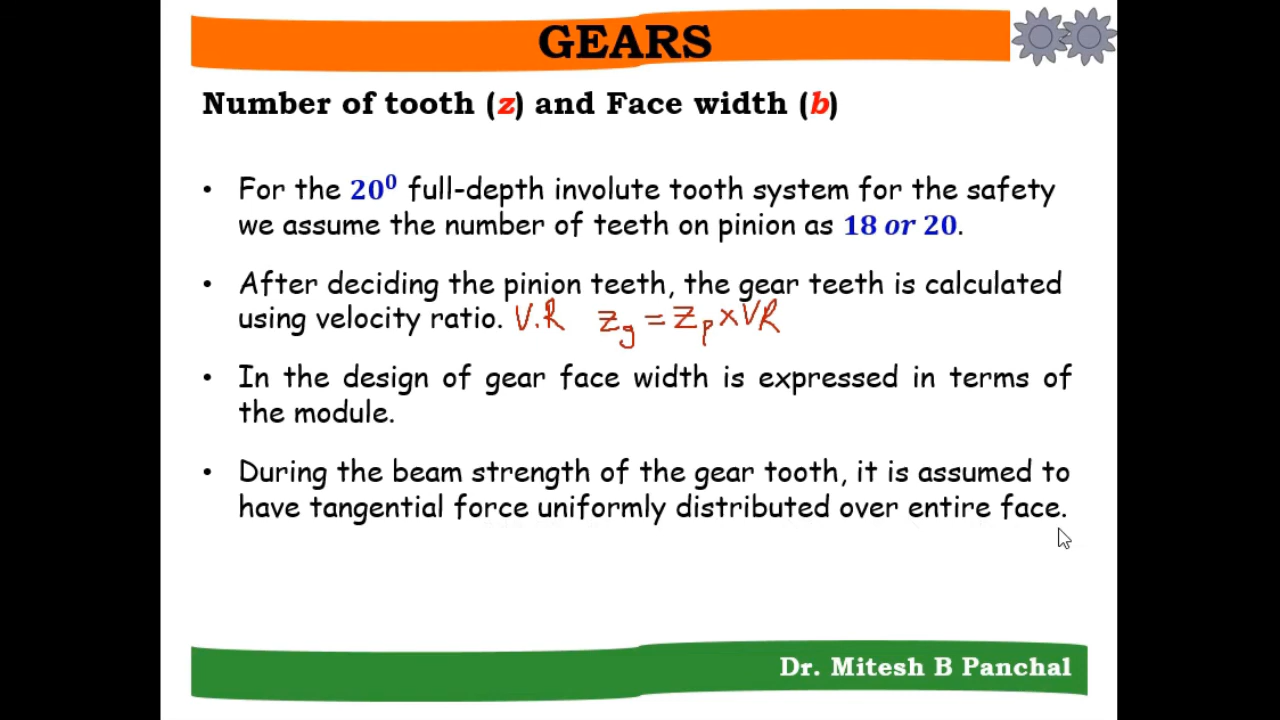 GEARS
Number of tooth (z) and Face width (b)
• For the 20⁰ full-depth involute tooth system for the safety
we assume the number of teeth on pinion as 18 or 20.
• After deciding the pinion teeth, the gear teeth is calculated
using velocity ratio. V.R Zg = Zp x VR
• In the design of gear face width is expressed in terms of
the module.
• During the beam strength of the gear tooth, it is assumed to
have tangential force uniformly distributed over entire face.
Dr. Mitesh B Panchal